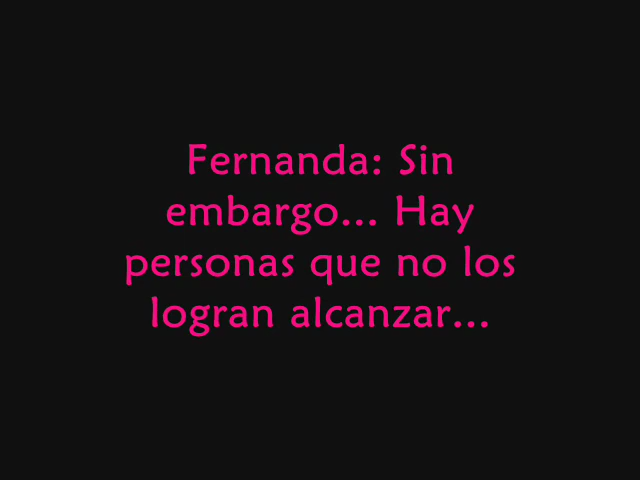 Fernanda: Sin
embargo... Hay
personas que no los
logran alcanzar...